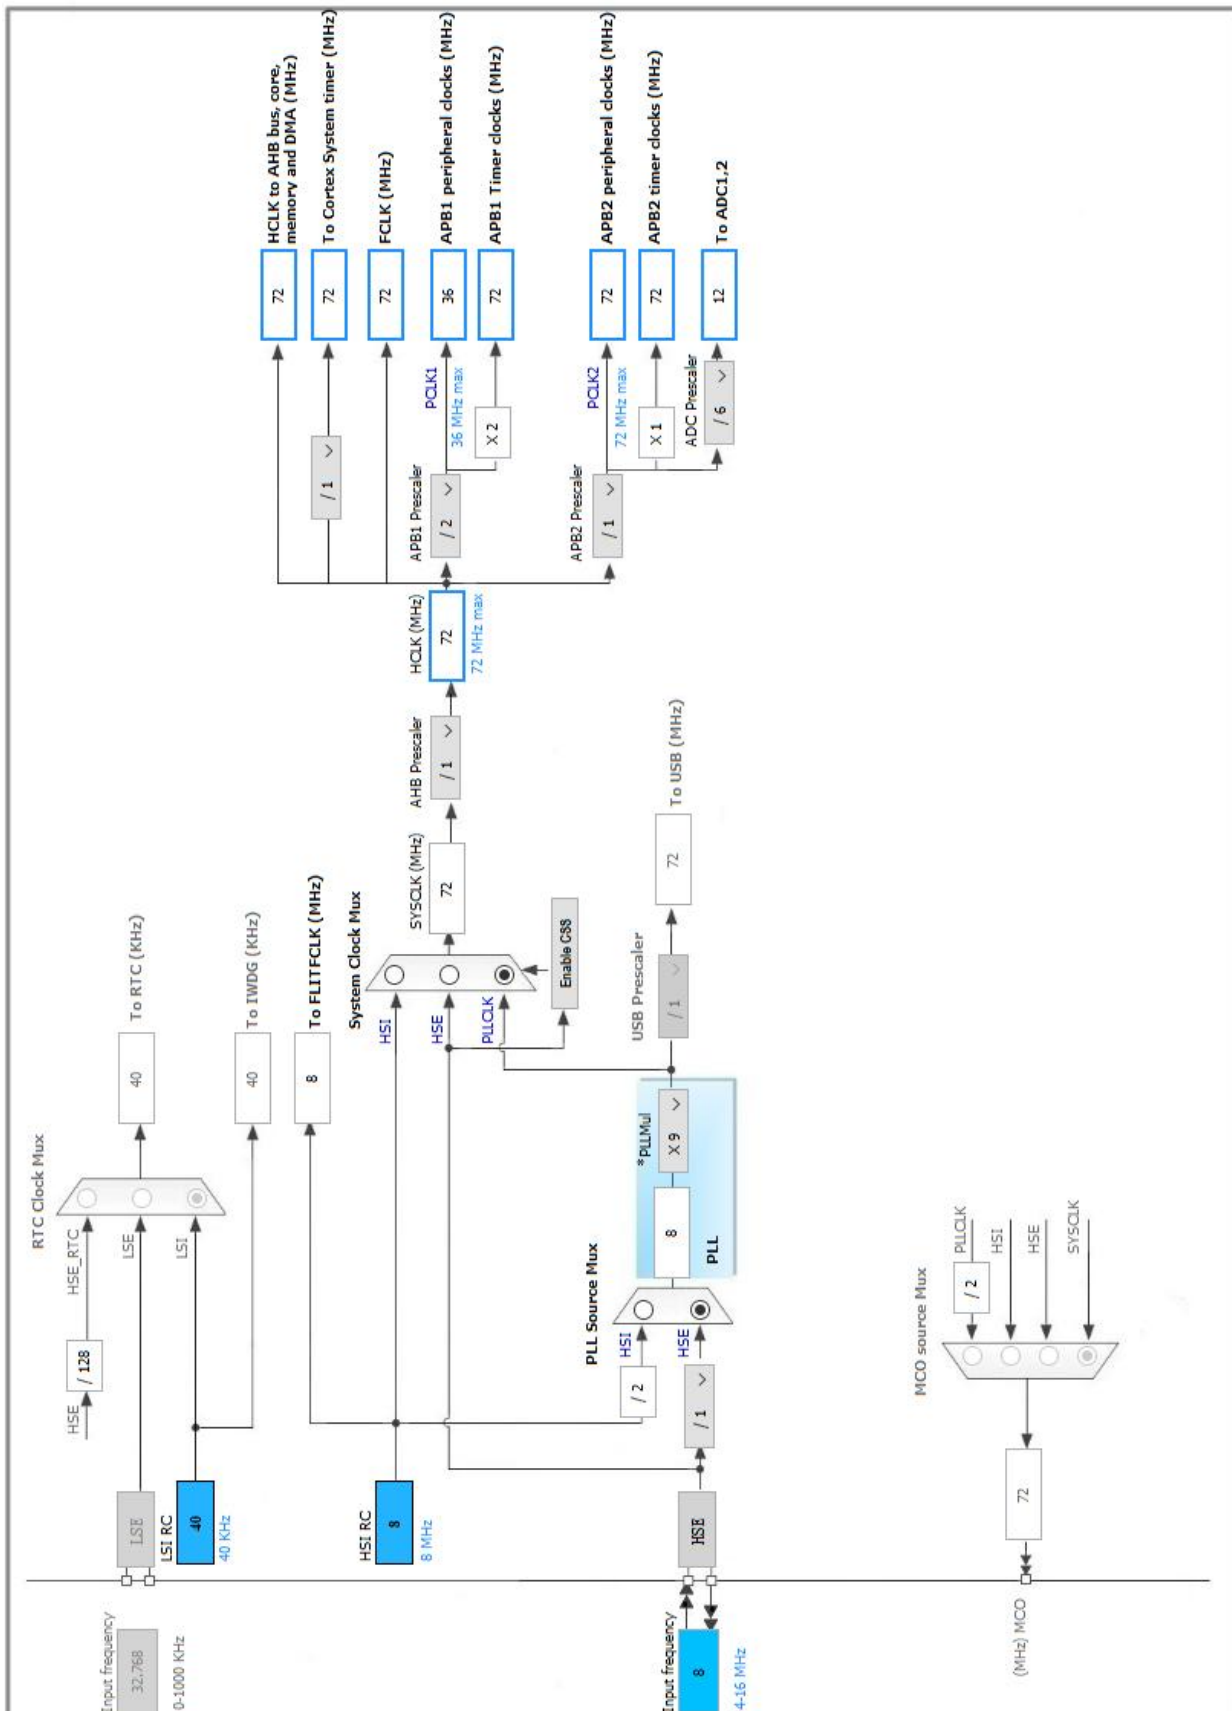 RTC Clock Mux
HSE
/ 128
HSE_RTC
Input frequency
32.768
0-1000 KHz
LSE
LSE
To RTC (KHz)
40
LSI RC
40
40 KHz
LSI
40
To IWDG (KHz)
8
To FLITFCLK (MHz)
HSI RC
8
8 MHz
System Clock Mux
HSI
HSE
PLLCLK
Enable CSS
SYSCLK (MHz)
72
AHB Prescaler
/ 1
HCLK (MHz)
72
72 MHz max
72
HCLK to AHB bus, core,
memory and DMA (MHz)
/ 1
72
To Cortex System timer (MHz)
72
FCLK (MHz)
APB1 Prescaler
/ 2
PCLK1
36 MHz max
36
APB1 peripheral clocks (MHz)
X 2
72
APB1 Timer clocks (MHz)
APB2 Prescaler
/ 1
PCLK2
72 MHz max
72
APB2 peripheral clocks (MHz)
X 1
72
APB2 timer clocks (MHz)
ADC Prescaler
/ 6
12
To ADC1,2
PLL Source Mux
HSI
/ 2
HSE
/ 1
Input frequency
8
4-16 MHz
HSE
8
*PLLMul
X 9
PLL
USB Prescaler
/ 1
72
To USB (MHz)
MCO source Mux
/ 2
PLLCLK
HSI
HSE
SYSCLK
72
(MHz) MCO